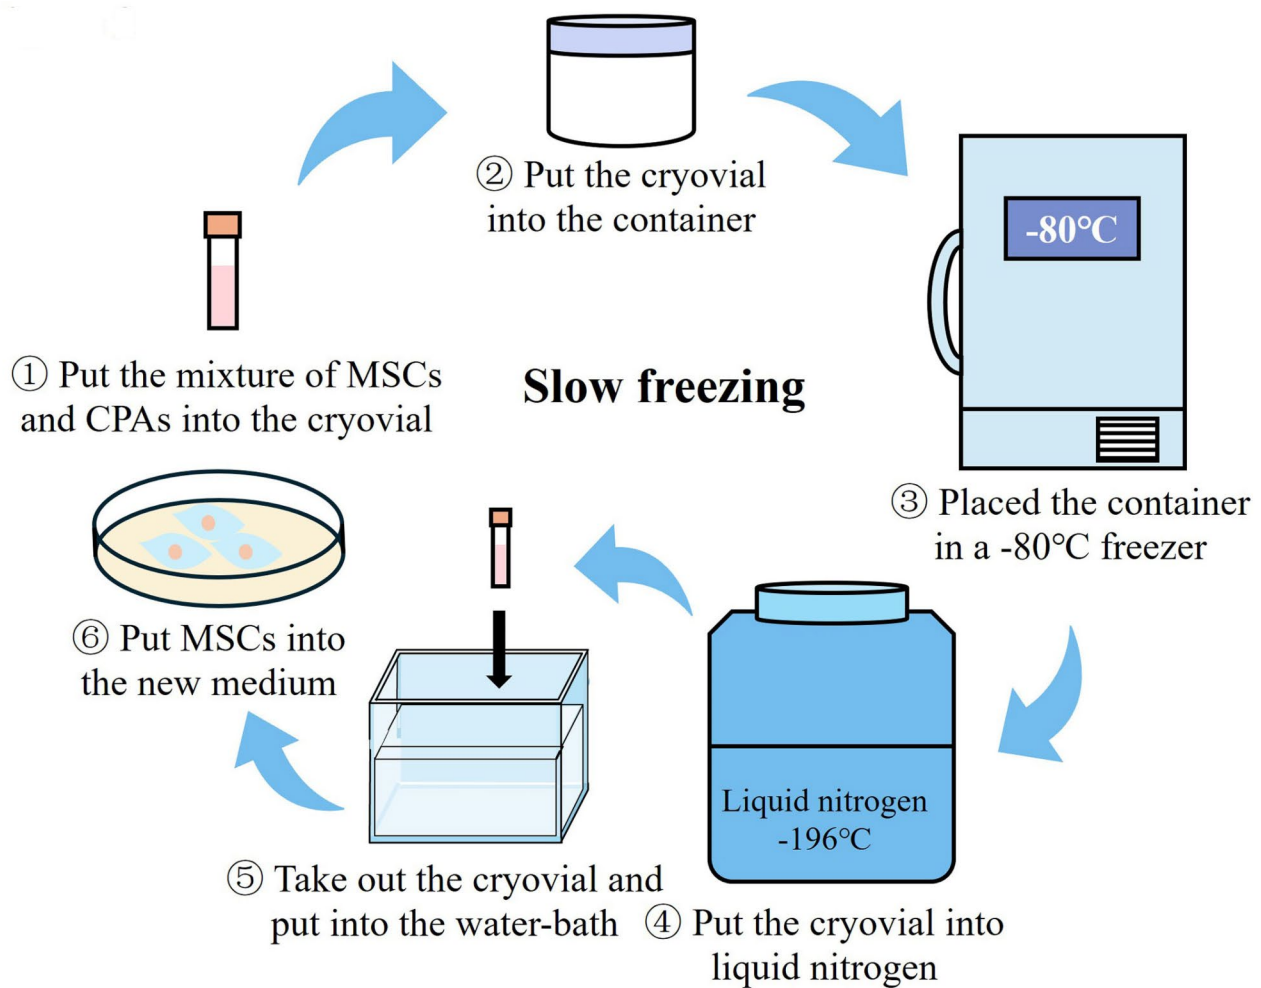 ② Put the cryovial
into the container
-80℃
① Put the mixture of MSCs
and CPAs into the cryovial
Slow freezing
③ Placed the container
in a -80℃ freezer
⑥ Put MSCs into
the new medium
Liquid nitrogen
-196℃
⑤ Take out the cryovial and
put into the water-bath
④ Put the cryovial into
liquid nitrogen